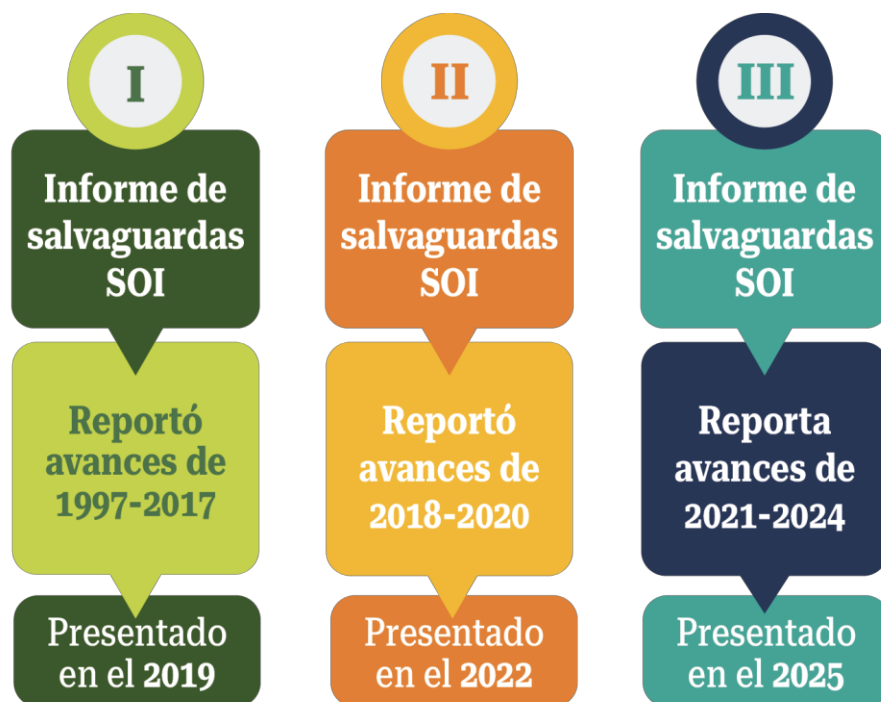 I
Informe de
salvaguardas
SOI
Reportó
avances de
1997-2017
Presentado
en el 2019
II
Informe de
salvaguardas
SOI
Reportó
avances de
2018-2020
Presentado
en el 2022
III
Informe de
salvaguardas
SOI
Reporta
avances de
2021-2024
Presentado
en el 2025